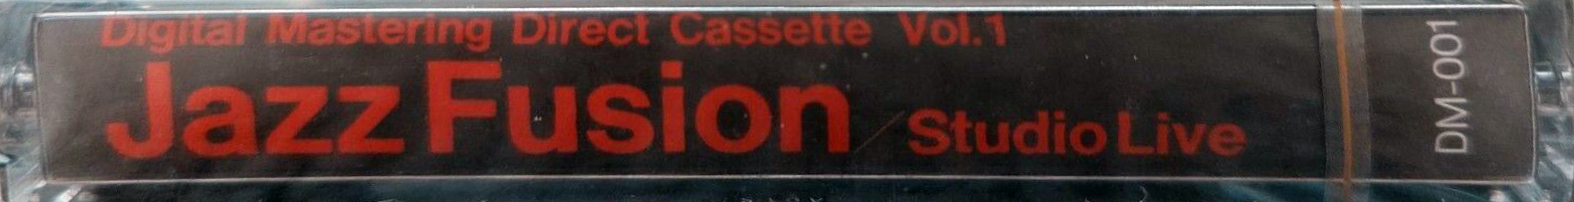 Digital Mastering Direct Cassette Vol.1
Jazz Fusion / Studio Live
DM-001